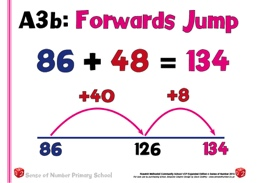 A3b: Forwards Jump
86 + 48 = 134
+40 +8
86 126 134
Sense of Number Primary School